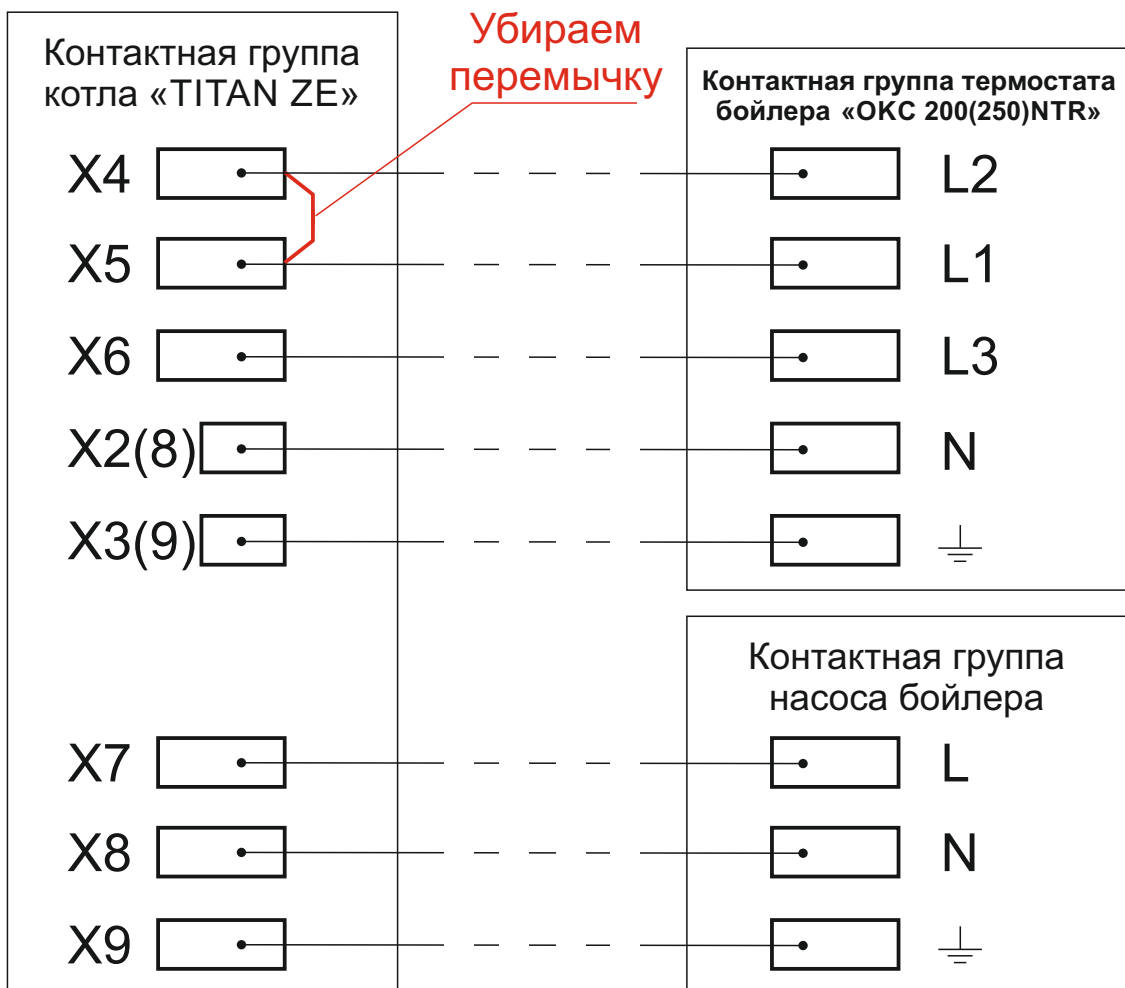 Убираем
перемычку
Контактная группа
котла «TITAN ZE»
Контактная группа термостата
бойлера «OKC 200(250)NTR»
X4
L2
X5
L1
X6
L3
X2(8)
N
X3(9)
Контактная группа
насоса бойлера
X7
L
X8
N
X9